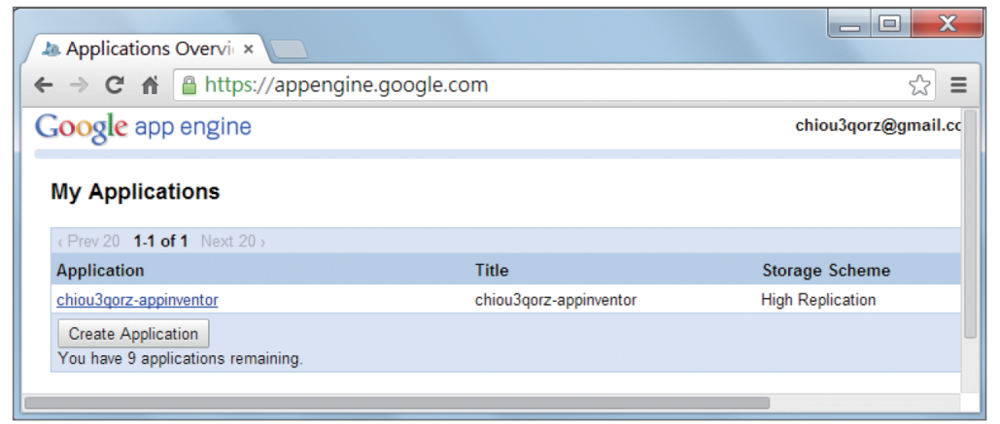 Applications Overvi
https://appengine.google.com
Google app engine
chiou3qorz@gmail.cc
My Applications
‹ Prev 20 1-1 of 1 Next 20 ›
Application Title Storage Scheme
chiou3qorz-appinventor chiou3qorz-appinventor High Replication
Create Application
You have 9 applications remaining.